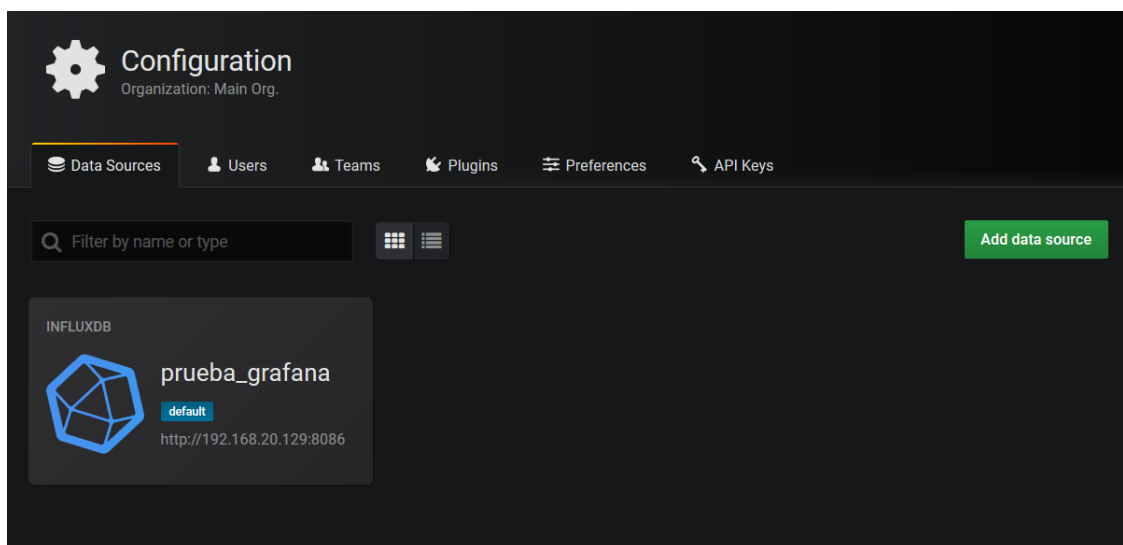 Configuration
Organization: Main Org.
Data Sources
Users
Teams
Plugins
Preferences
API Keys
Filter by name or type
Add data source
INFLUXDB
prueba_grafana
default
http://192.168.20.129:8086